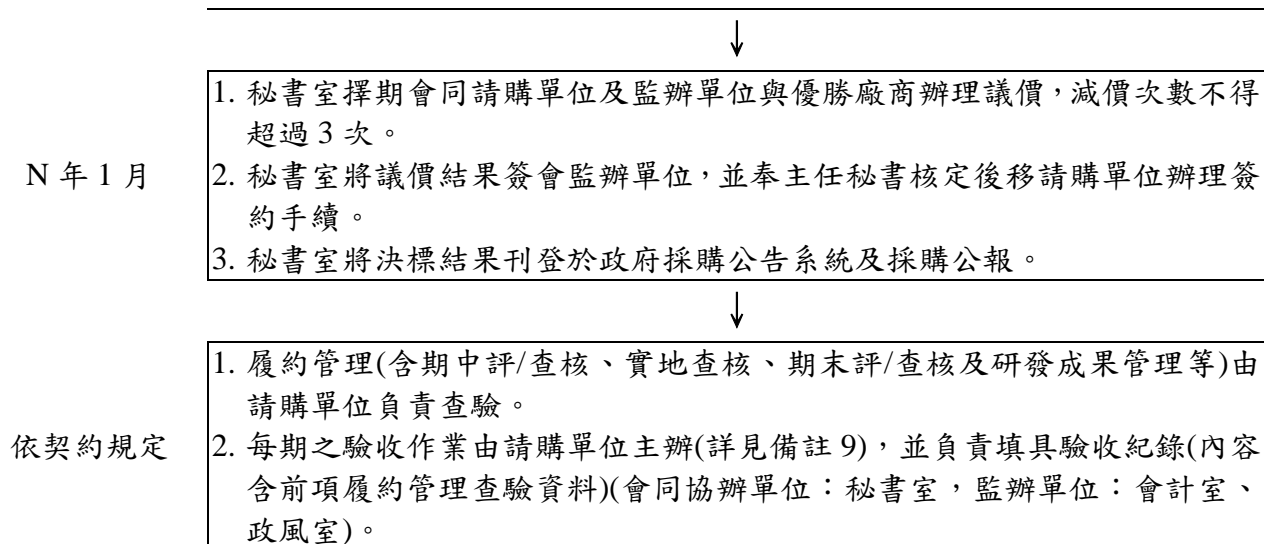 ↓
1. 秘書室擇期會同請購單位及監辦單位與優勝廠商辦理議價，減價次數不得
超過 3 次。
N 年 1 月
2. 秘書室將議價結果簽會監辦單位，並奉主任秘書核定後移請購單位辦理簽
約手續。
3. 秘書室將決標結果刊登於政府採購公告系統及採購公報。
↓
1. 履約管理(含期中評/查核、實地查核、期末評/查核及研發成果管理等)由
請購單位負責查驗。
依契約規定
2. 每期之驗收作業由請購單位主辦(詳見備註 9)，並負責填具驗收紀錄(內容
含前項履約管理查驗資料)(會同協辦單位：秘書室，監辦單位：會計室、
政風室)。